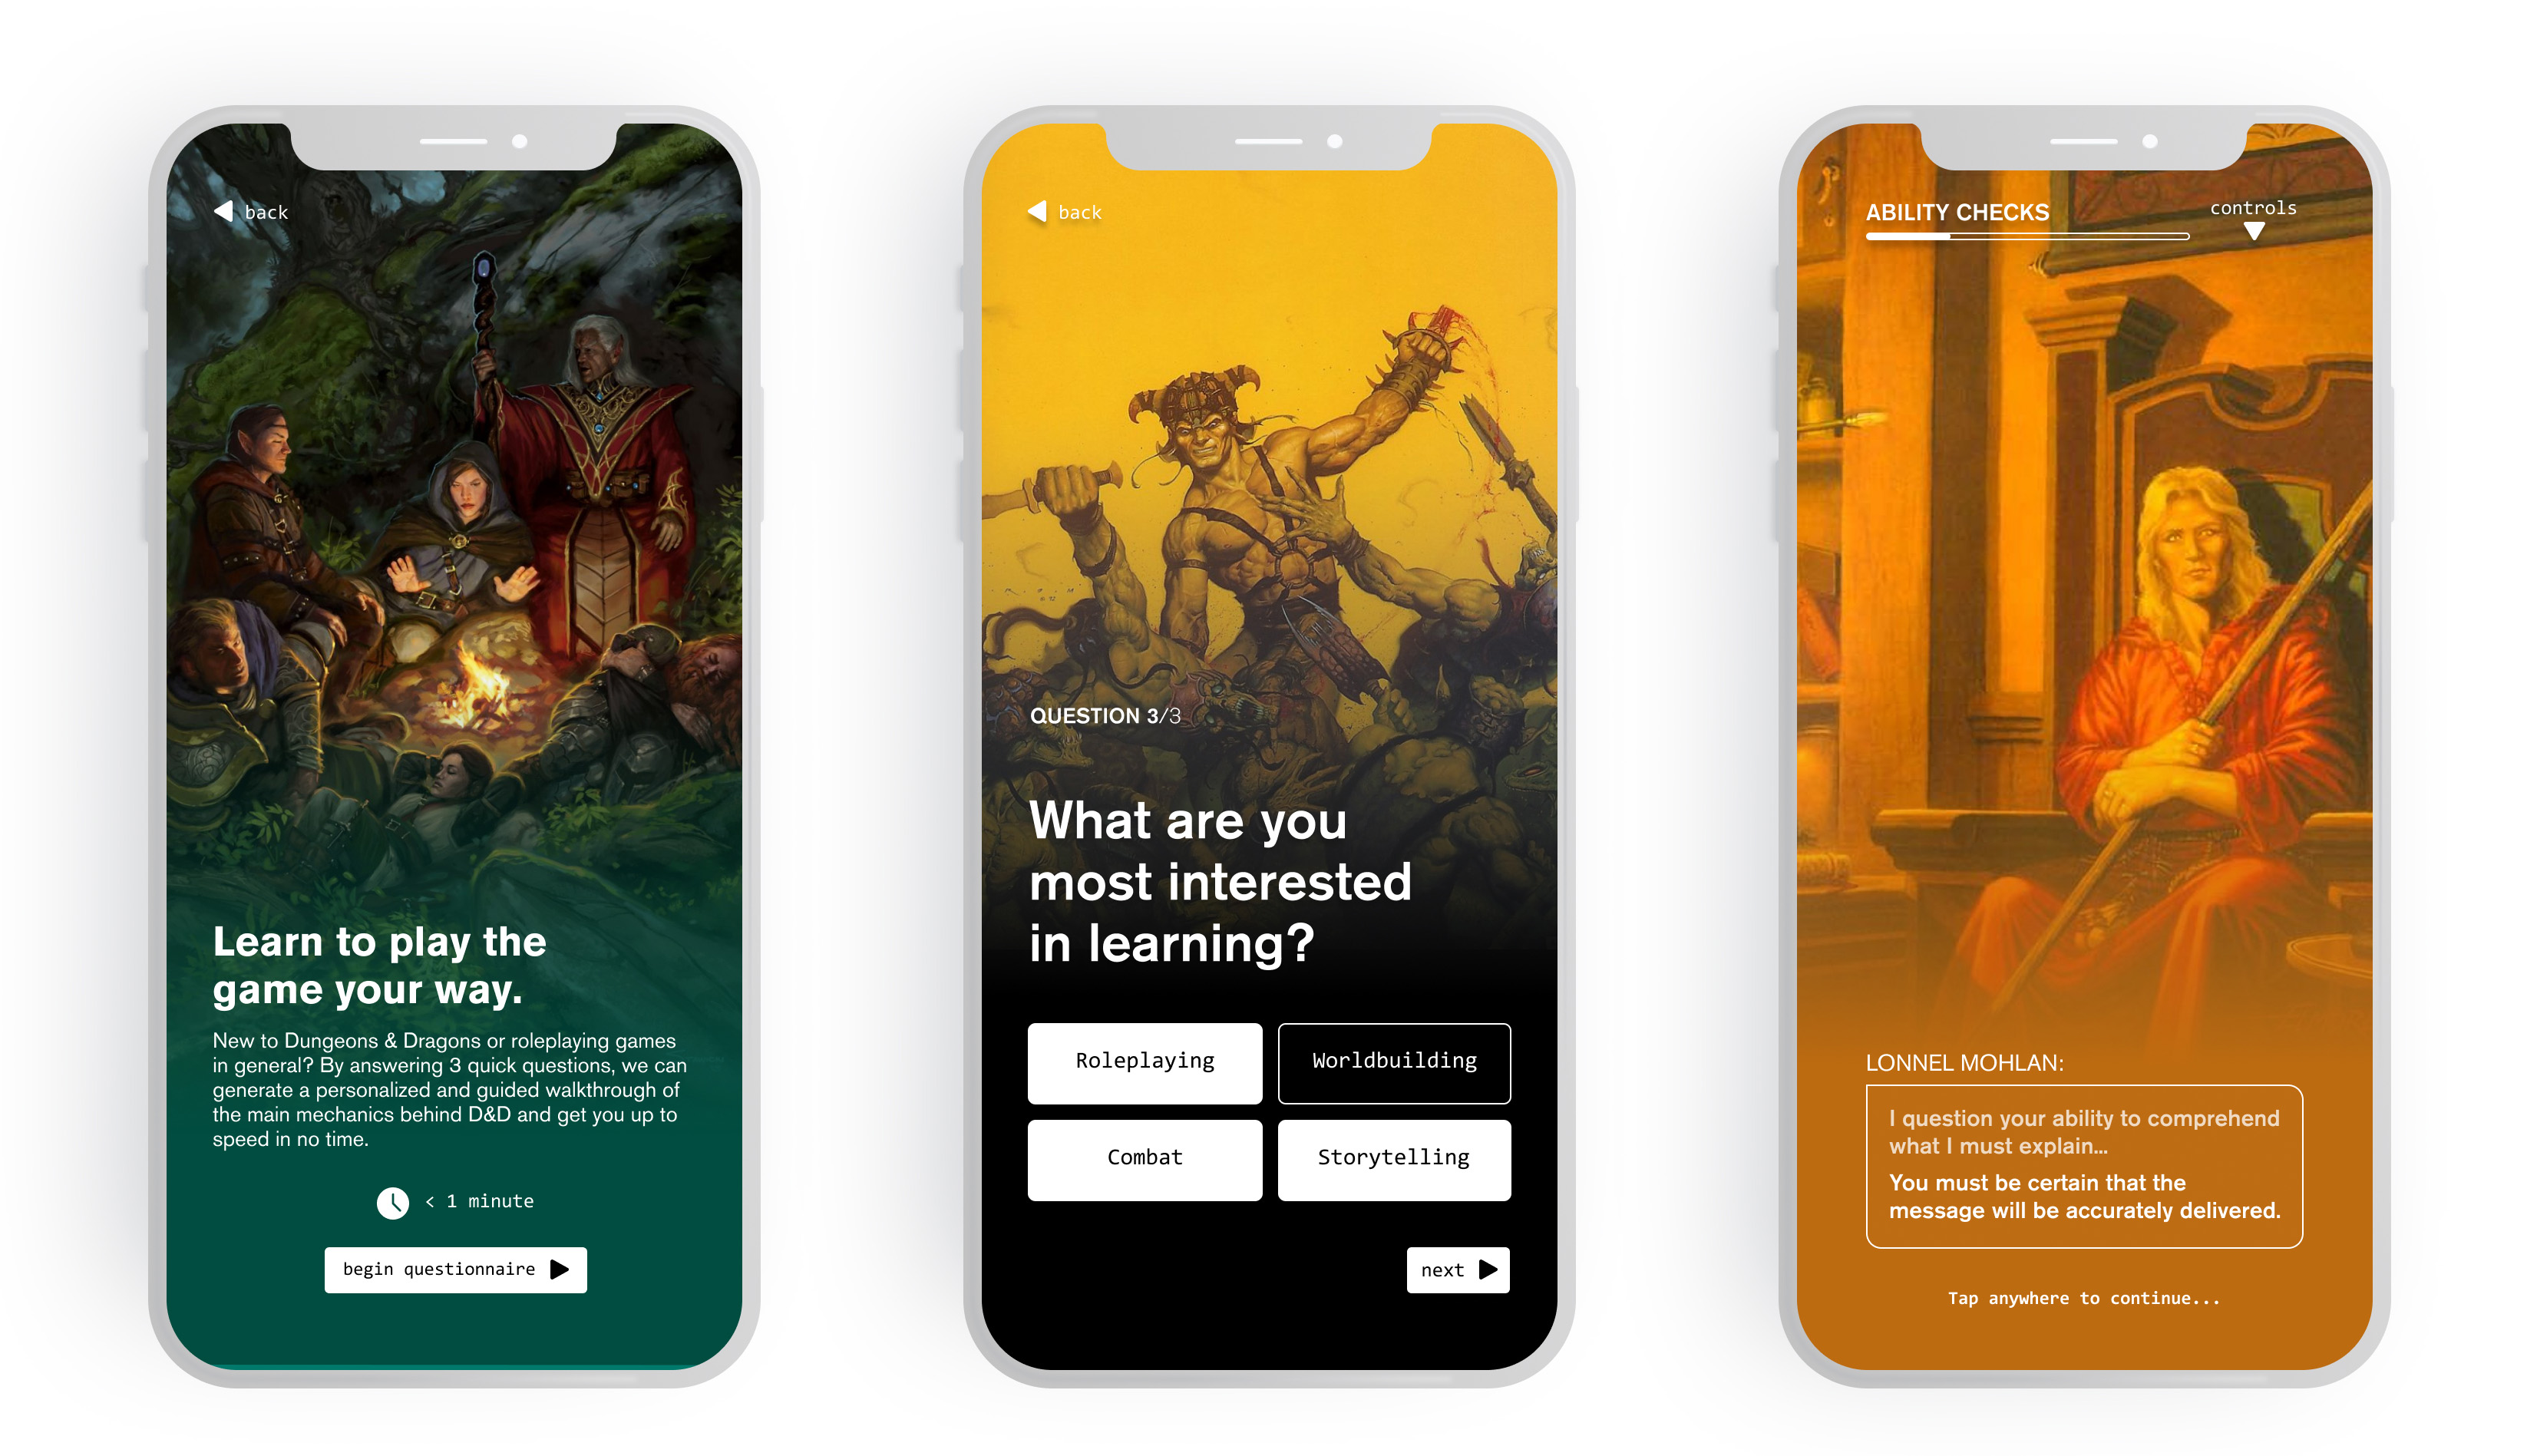 back
Learn to play the
game your way.
New to Dungeons & Dragons or roleplaying games
in general? By answering 3 quick questions, we can
generate a personalized and guided walkthrough of
the main mechanics behind D&D and get you up to
speed in no time.
< 1 minute
begin questionnaire
back
QUESTION 3/3
What are you
most interested
in learning?
Roleplaying
Worldbuilding
Combat
Storytelling
next
ABILITY CHECKS
controls
LONNEL MOHLAN:
I question your ability to comprehend
what I must explain...
You must be certain that the
message will be accurately delivered.
Tap anywhere to continue...